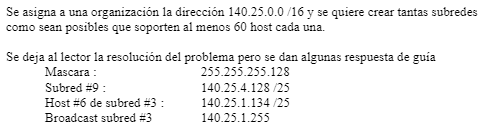 Se asigna a una organización la dirección 140.25.0.0 /16 y se quiere crear tantas subredes
como sean posibles que soporten al menos 60 host cada una.
Se deja al lector la resolución del problema pero se dan algunas respuesta de guía
Mascara : 255.255.255.128
Subred #9 : 140.25.4.128 /25
Host #6 de subred #3 : 140.25.1.134 /25
Broadcast subred #3 140.25.1.255